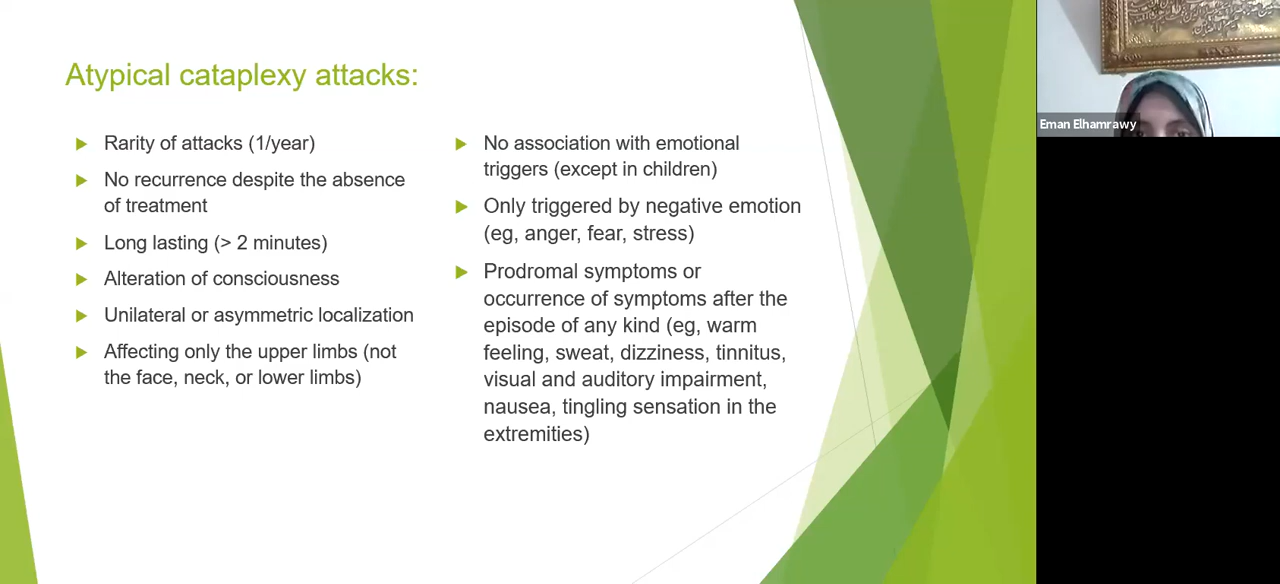 Atypical cataplexy attacks:
Rarity of attacks (1/year)
No recurrence despite the absence
of treatment
Long lasting (> 2 minutes)
Alteration of consciousness
Unilateral or asymmetric localization
Affecting only the upper limbs (not
the face, neck, or lower limbs)
No association with emotional
triggers (except in children)
Only triggered by negative emotion
(eg, anger, fear, stress)
Prodromal symptoms or
occurrence of symptoms after the
episode of any kind (eg, warm
feeling, sweat, dizziness, tinnitus,
visual and auditory impairment,
nausea, tingling sensation in the
extremities)
Eman Elhamrawy